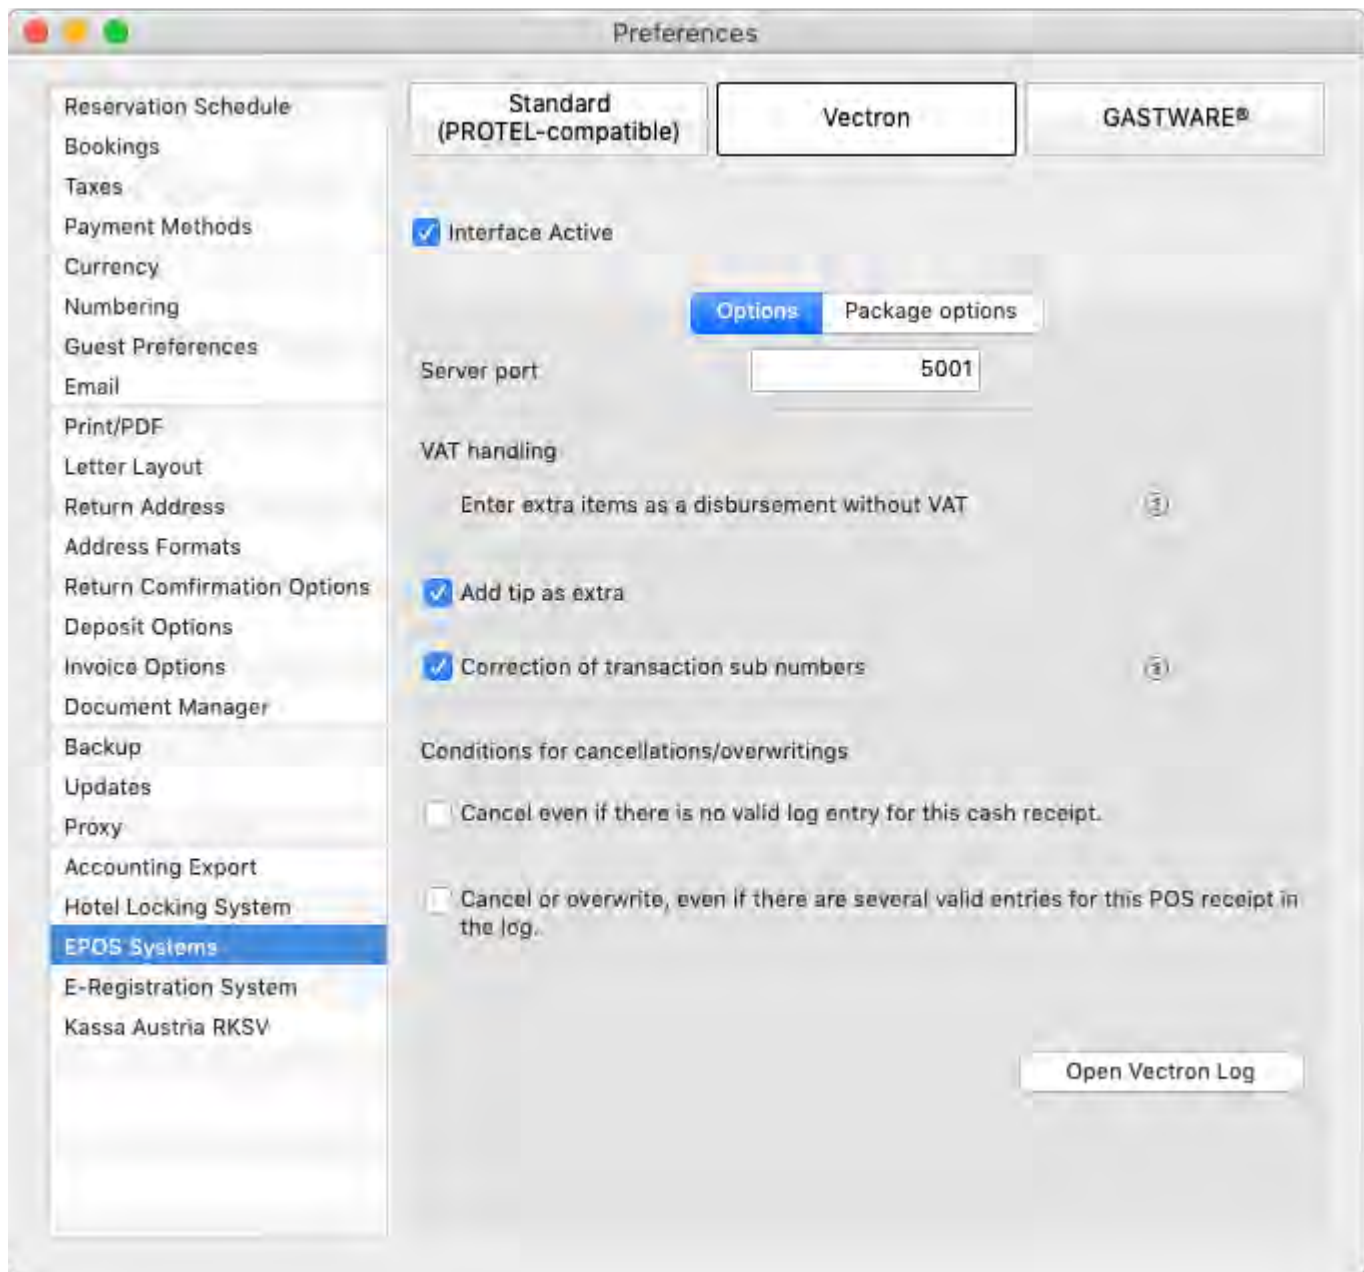 Preferences
Reservation Schedule
Bookings
Taxes
Payment Methods
Currency
Numbering
Guest Preferences
Email
Print/PDF
Letter Layout
Return Address
Address Formats
Return Comfirmation Options
Deposit Options
Invoice Options
Document Manager
Backup
Updates
Proxy
Accounting Export
Hotel Locking System
EPOS Systems
E-Registration System
Kassa Austria RKSV
Standard
(PROTEL-compatible)
Vectron
GASTWARE®
Interface Active
Options
Package options
Server port
5001
VAT handling
Enter extra items as a disbursement without VAT
Add tip as extra
Correction of transaction sub numbers
Conditions for cancellations/overwritings
Cancel even if there is no valid log entry for this cash receipt.
Cancel or overwrite, even if there are several valid entries for this POS receipt in
the log.
Open Vectron Log